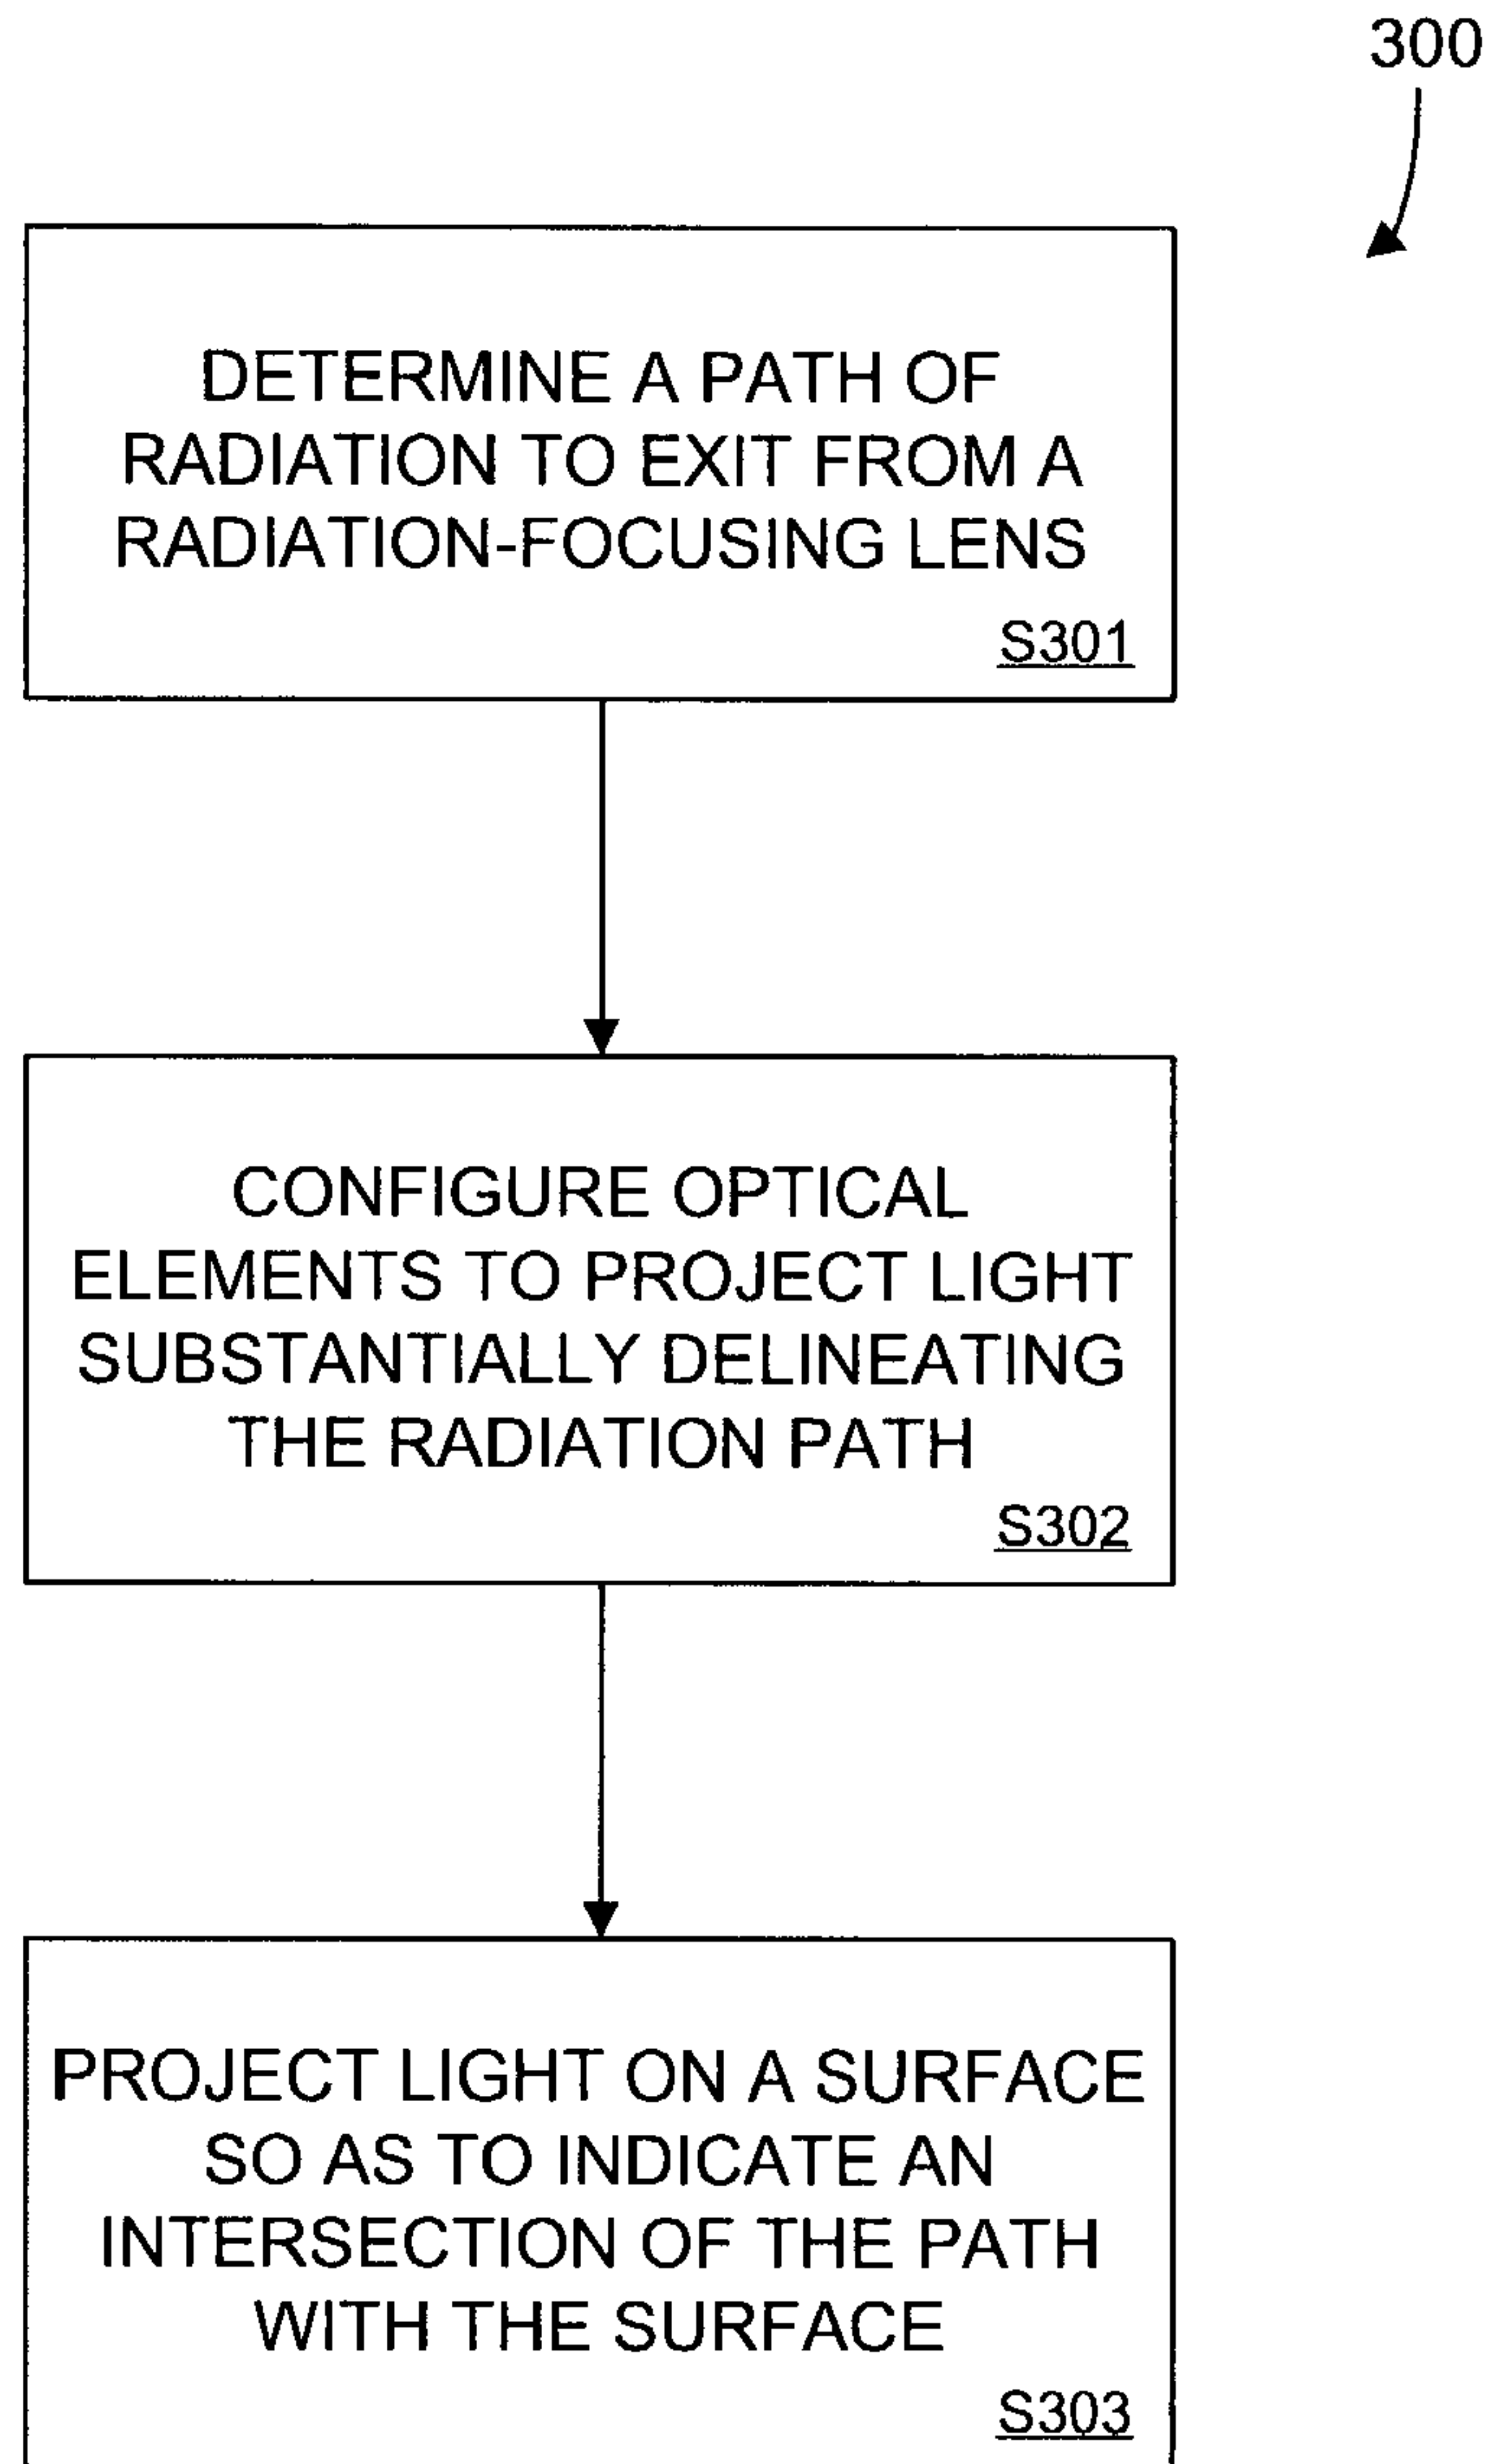 300
DETERMINE A PATH OF
RADIATION TO EXIT FROM A
RADIATION-FOCUSING LENS
S301
CONFIGURE OPTICAL
ELEMENTS TO PROJECT LIGHT
SUBSTANTIALLY DELINEATING
THE RADIATION PATH
S302
PROJECT LIGHT ON A SURFACE
SO AS TO INDICATE AN
INTERSECTION OF THE PATH
WITH THE SURFACE
S303